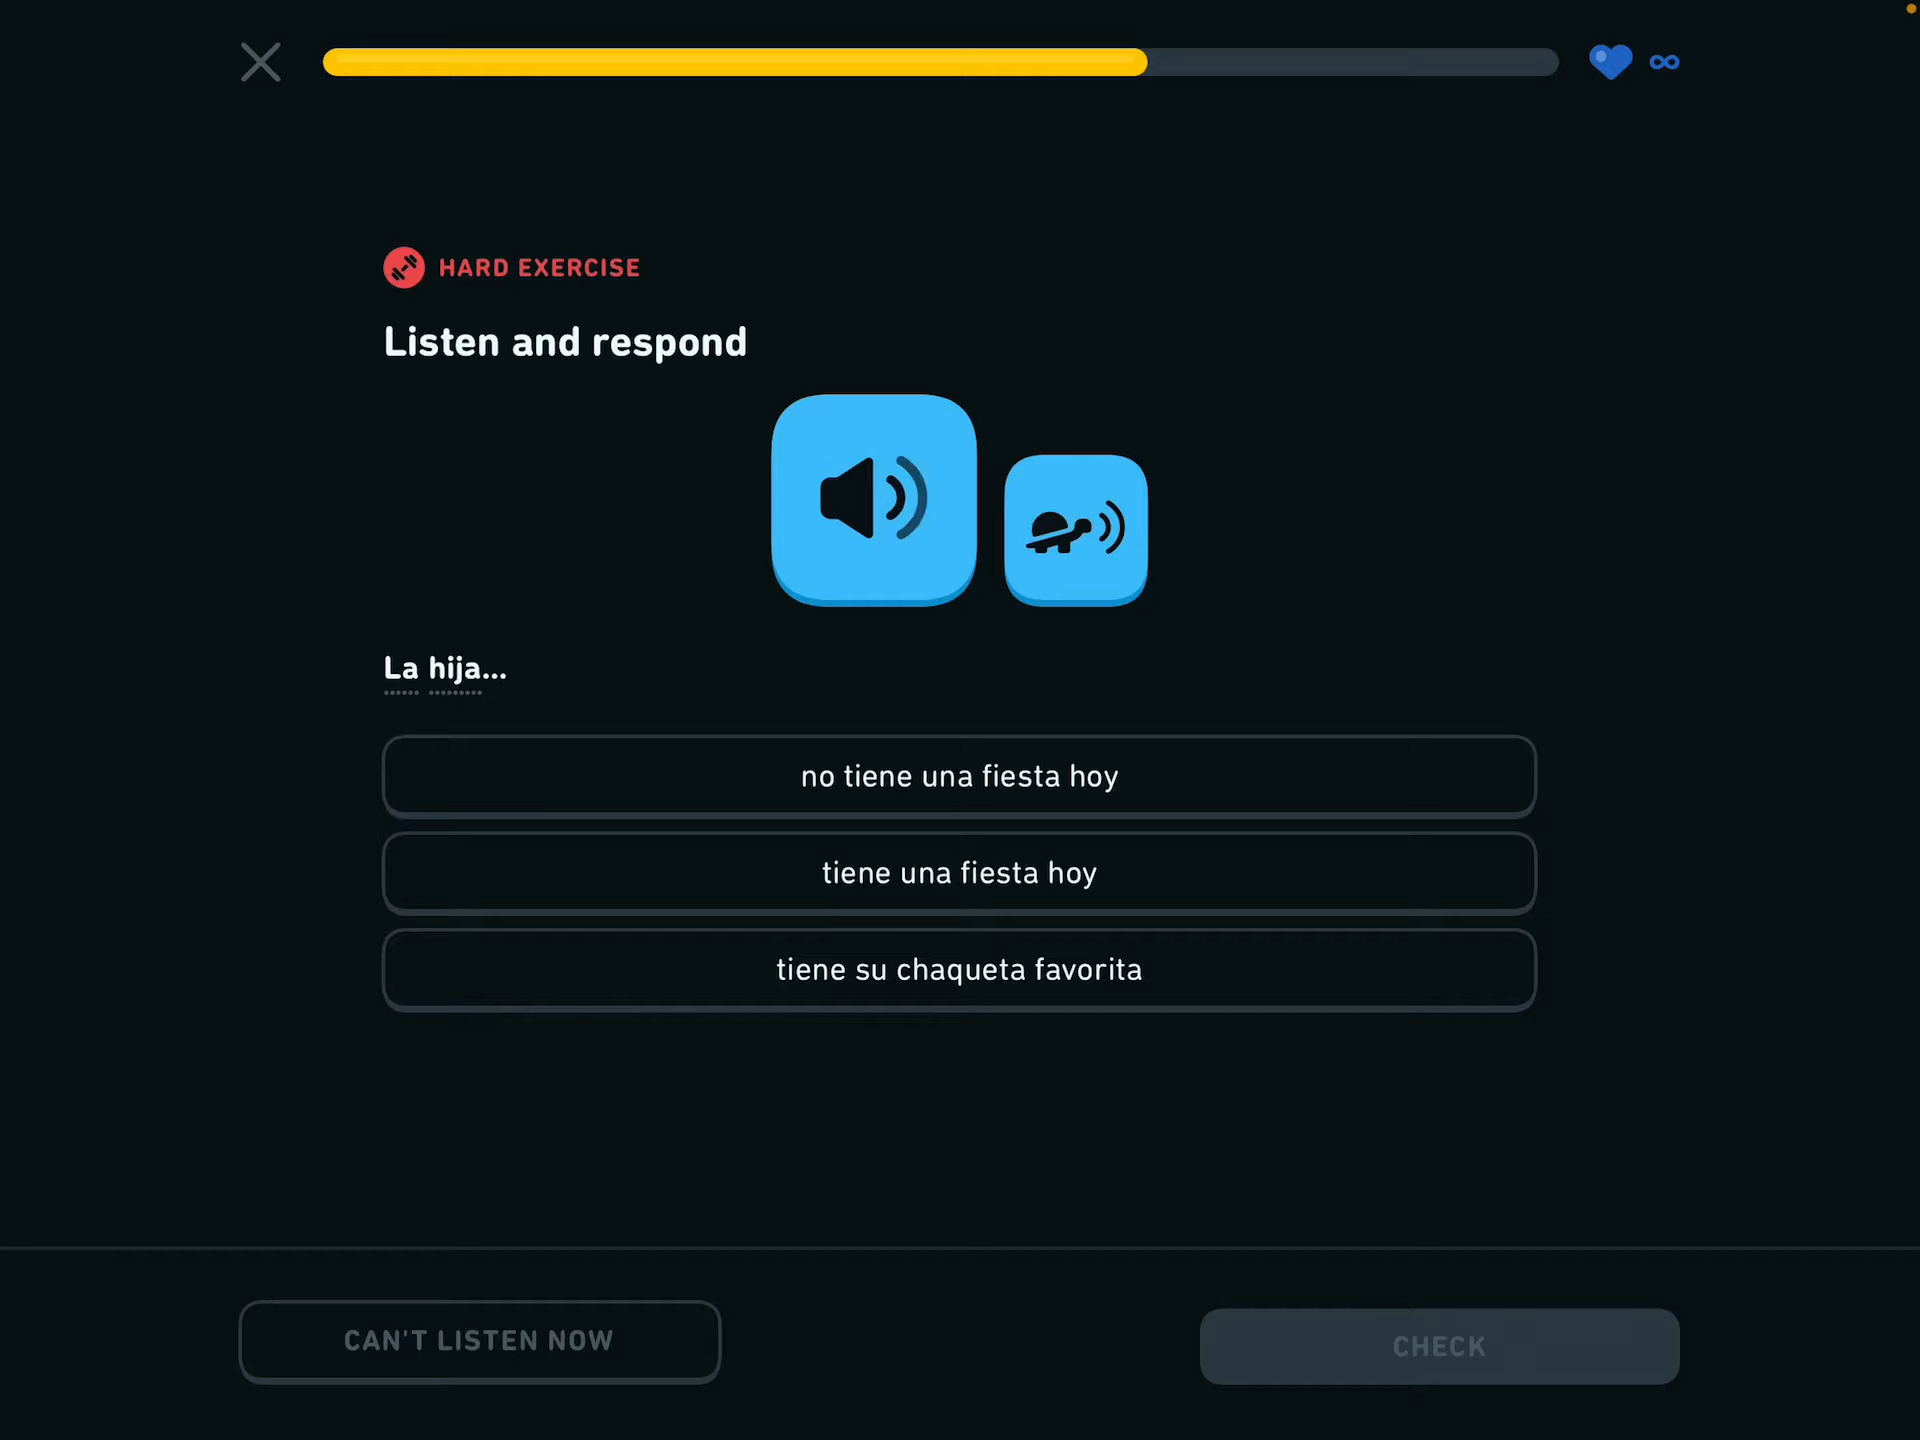 HARD EXERCISE
Listen and respond
La hija...
no tiene una fiesta hoy
tiene una fiesta hoy
tiene su chaqueta favorita
CAN'T LISTEN NOW
CHECK